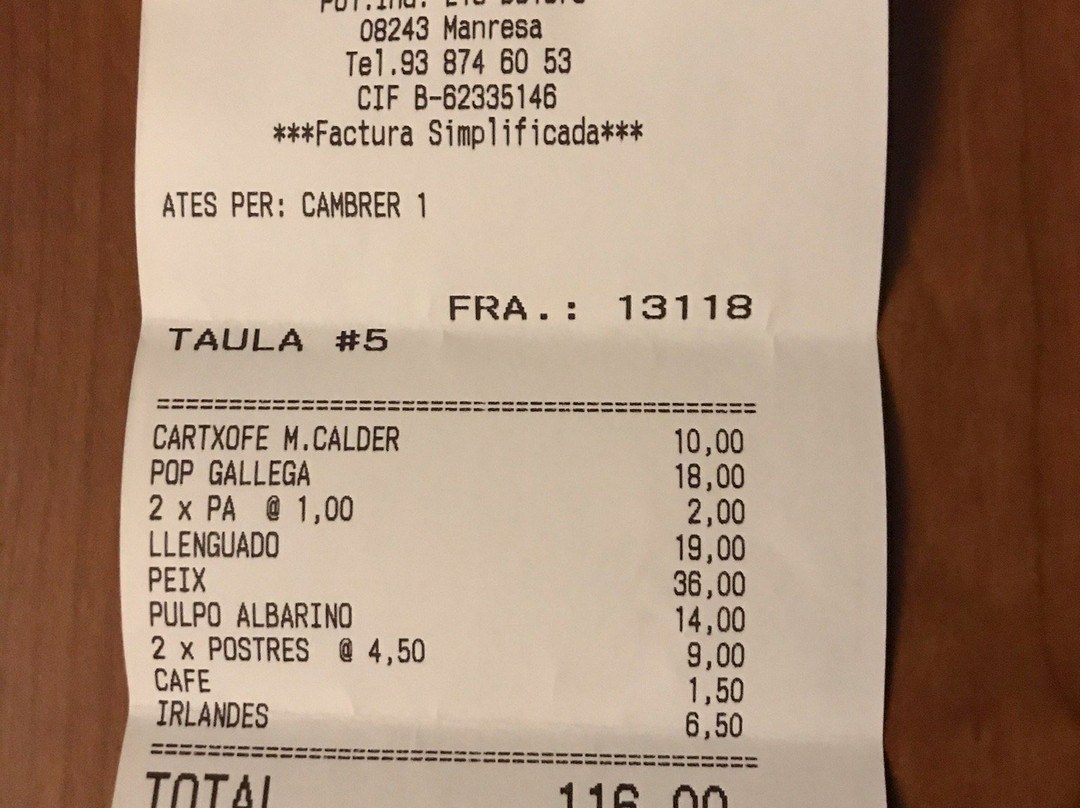 08243 Manresa
Tel.93 874 60 53
CIF B-62335146
***Factura Simplificada***
ATES PER: CAMBRER 1
FRA.: 13118
TAULA #5
==========================================
CARTXOFE M.CALDER 10,00
POP GALLEGA 18,00
2 x PA @ 1,00 2,00
LLENGUADO 19,00
PEIX 36,00
PULPO ALBARINO 14,00
2 x POSTRES @ 4,50 9,00
CAFE 1,50
IRLANDES 6,50
==========================================
TOTAL 116,00